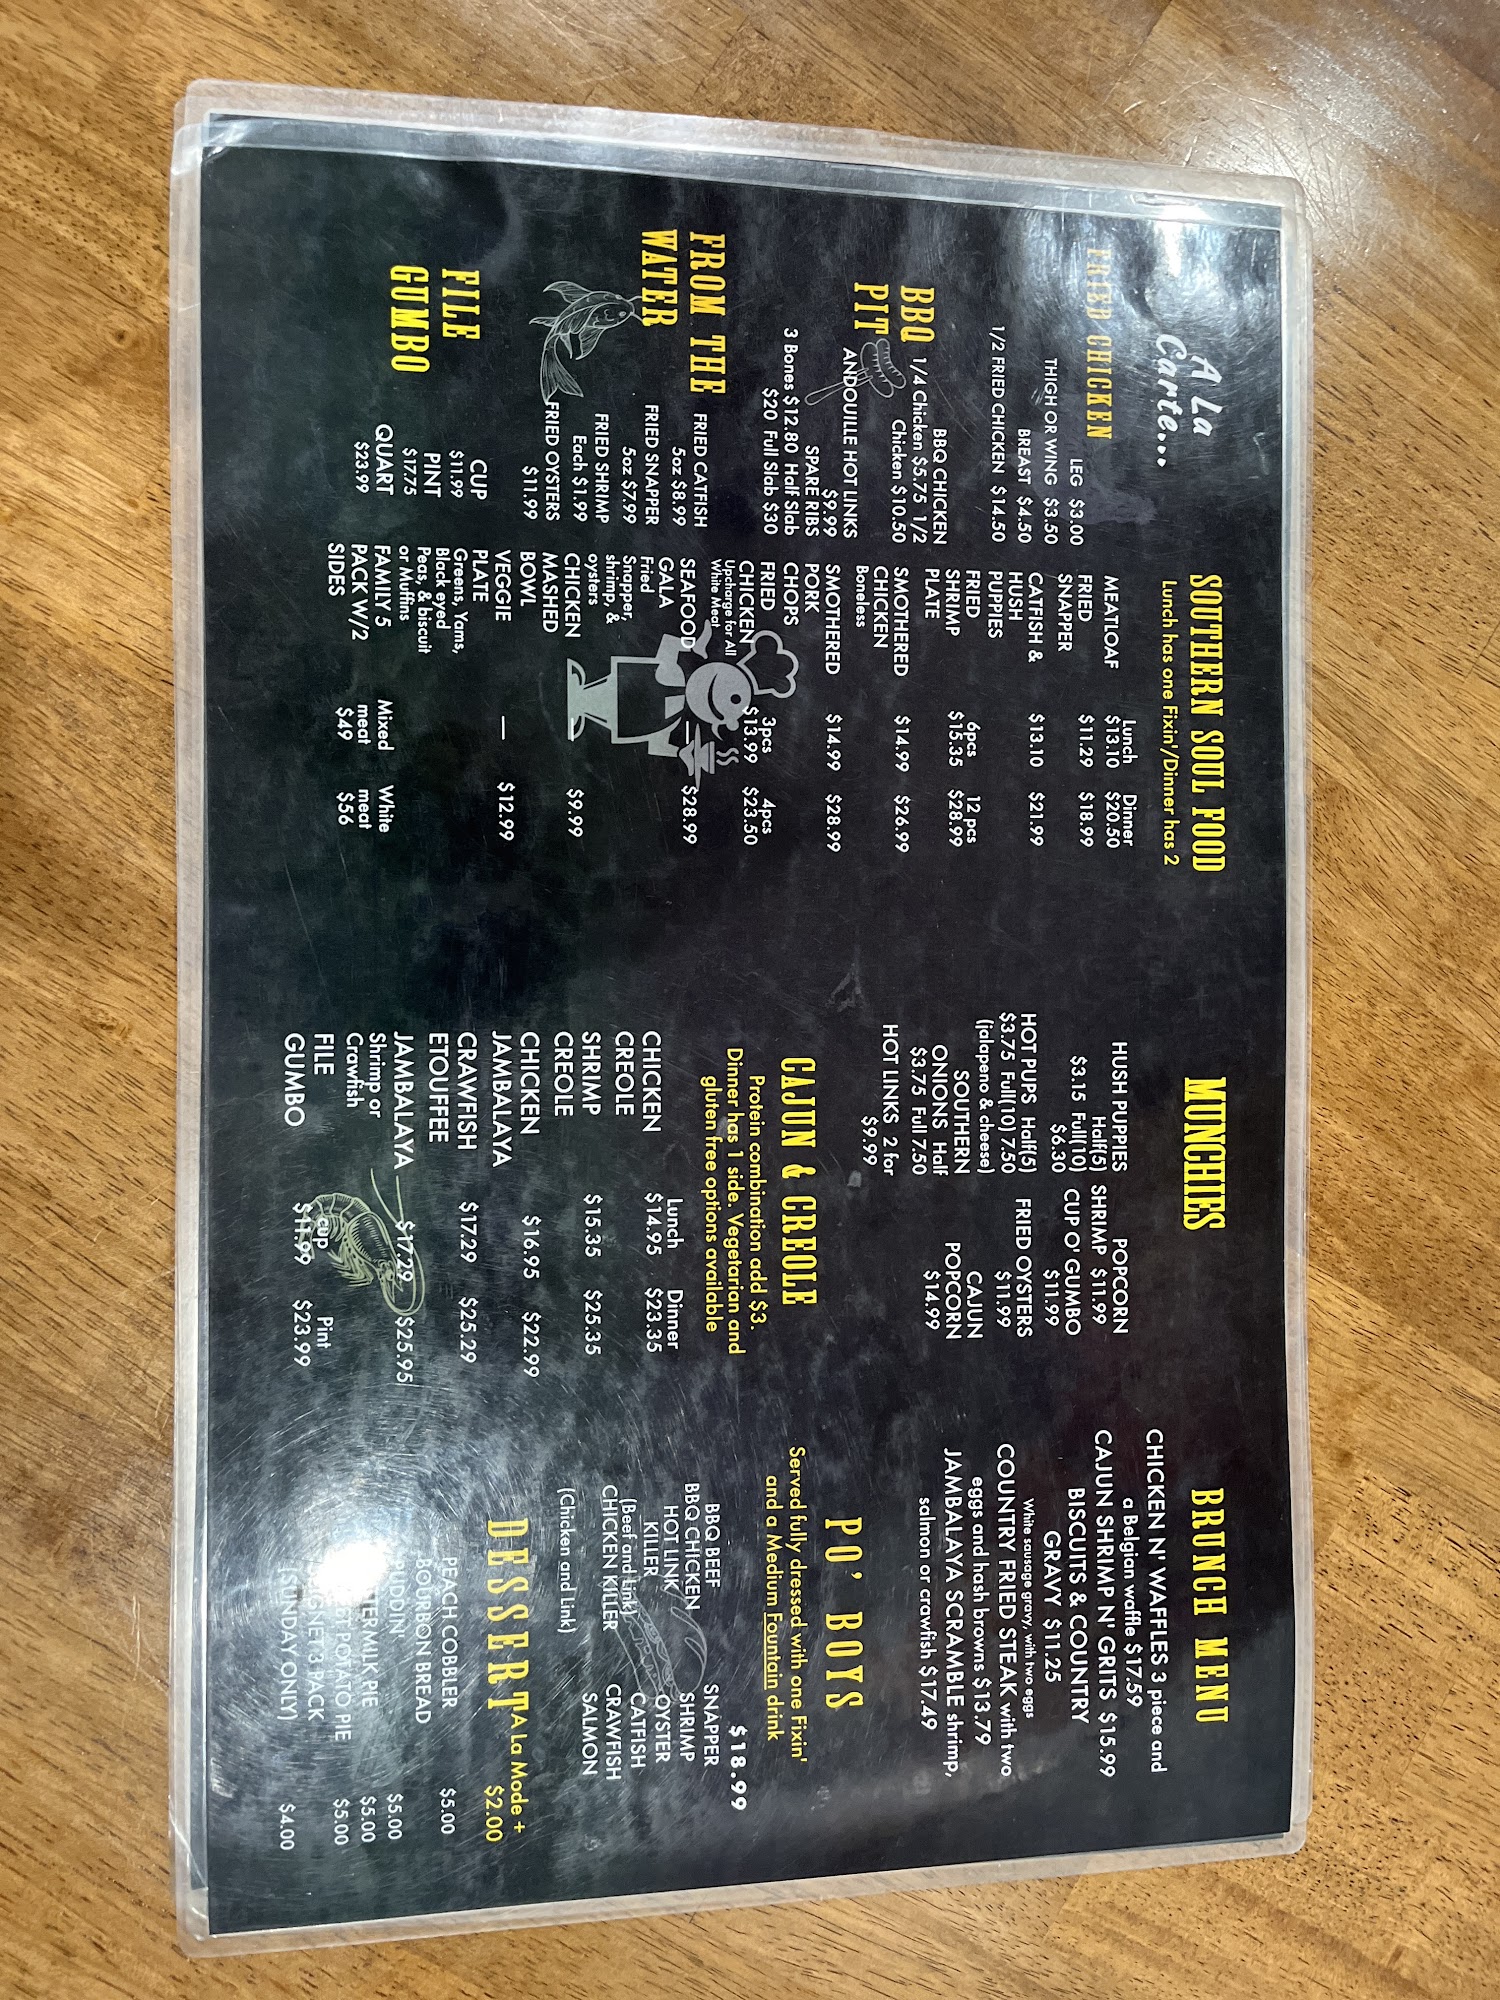 A La
Carte...
FRIED CHICKEN
LEG $3.00
THIGH OR WING $3.50
BREAST $4.50
1/2 FRIED CHICKEN $14.50
BBQ
PIT
BBQ CHICKEN
1/4 Chicken $5.75 1/2
Chicken $10.50
ANDOUILLE HOT LINKS
$9.99
SPARE RIBS
3 Bones $12.80 Half Slab
$20 Full Slab $30
FROM THE
WATER
FRIED CATFISH
5oz $8.99
FRIED SNAPPER
5oz $7.99
FRIED SHRIMP
Each $1.99
FRIED OYSTERS
$11.99
FILE
GUMBO
CUP
$11.99
PINT
$17.75
QUART
$23.99
SOUTHERN SOUL FOOD
Lunch has one Fixin'/Dinner has 2
Lunch Dinner
MEATLOAF $13.10 $20.50
FRIED
SNAPPER $11.29 $18.99
CATFISH &
HUSH
PUPPIES $13.10 $21.99
FRIED
SHRIMP
PLATE 6pcs 12 pcs
$15.35 $28.99
SMOTHERED
CHICKEN
Boneless $14.99 $26.99
SMOTHERED
PORK
CHOPS $14.99 $28.99
FRIED
CHICKEN 3pcs 4pcs
$13.99 $23.50
Upcharge for All
White Meat
SEAFOOD
GALA — $28.99
Fried
Snapper,
shrimp, &
oysters
CHICKEN
MASHED
BOWL — $9.99
VEGGIE
PLATE — $12.99
Greens, Yams,
Black eyed
Peas, & biscuit
or Muffins
FAMILY 5
PACK W/2
SIDES
Mixed White
meat meat
$49 $56
MUNCHIES
HUSH PUPPIES
Half(5)
$3.15 Full(10)
$6.30
HOT PUPS Half(5)
$3.75 Full(10) 7.50
(jalapeno & cheese)
SOUTHERN
ONIONS Half
$3.75 Full 7.50
HOT LINKS 2 for
$9.99
POPCORN
SHRIMP $11.99
CUP O' GUMBO
$11.99
FRIED OYSTERS
$11.99
CAJUN
POPCORN
$14.99
CAJUN & CREOLE
Protein combination add $3.
Dinner has 1 side. Vegetarian and
gluten free options available
Lunch Dinner
CHICKEN
CREOLE $14.95 $23.35
SHRIMP
CREOLE $15.35 $25.35
CHICKEN
JAMBALAYA $16.95 $22.99
CRAWFISH
ETOUFFEE $17.29 $25.29
JAMBALAYA — $17.29 $25.95
Shrimp or
Crawfish
FILE
GUMBO cup Pint
$11.99 $23.99
BRUNCH MENU
CHICKEN N' WAFFLES 3 piece and
a Belgian waffle $17.59
CAJUN SHRIMP N' GRITS $15.99
BISCUITS & COUNTRY
GRAVY $11.25
White sausage gravy, with two eggs
COUNTRY FRIED STEAK with two
eggs and hash browns $13.79
JAMBALAYA SCRAMBLE shrimp,
salmon or crawfish $17.49
PO' BOYS
Served fully dressed with one Fixin'
and a Medium Fountain drink
$18.99
BBQ BEEF
BBQ CHICKEN
HOT LINK
KILLER
(Beef and Link)
CHICKEN KILLER
(Chicken and Link)
SNAPPER
SHRIMP
OYSTER
CATFISH
CRAWFISH
SALMON
DESSERT
A La Mode +
$2.00
PEACH COBBLER $5.00
BOURBON BREAD
PUDDIN' $5.00
PIE $5.00
POTATO PIE $5.00
3 PACK
(SUNDAY ONLY) $4.00